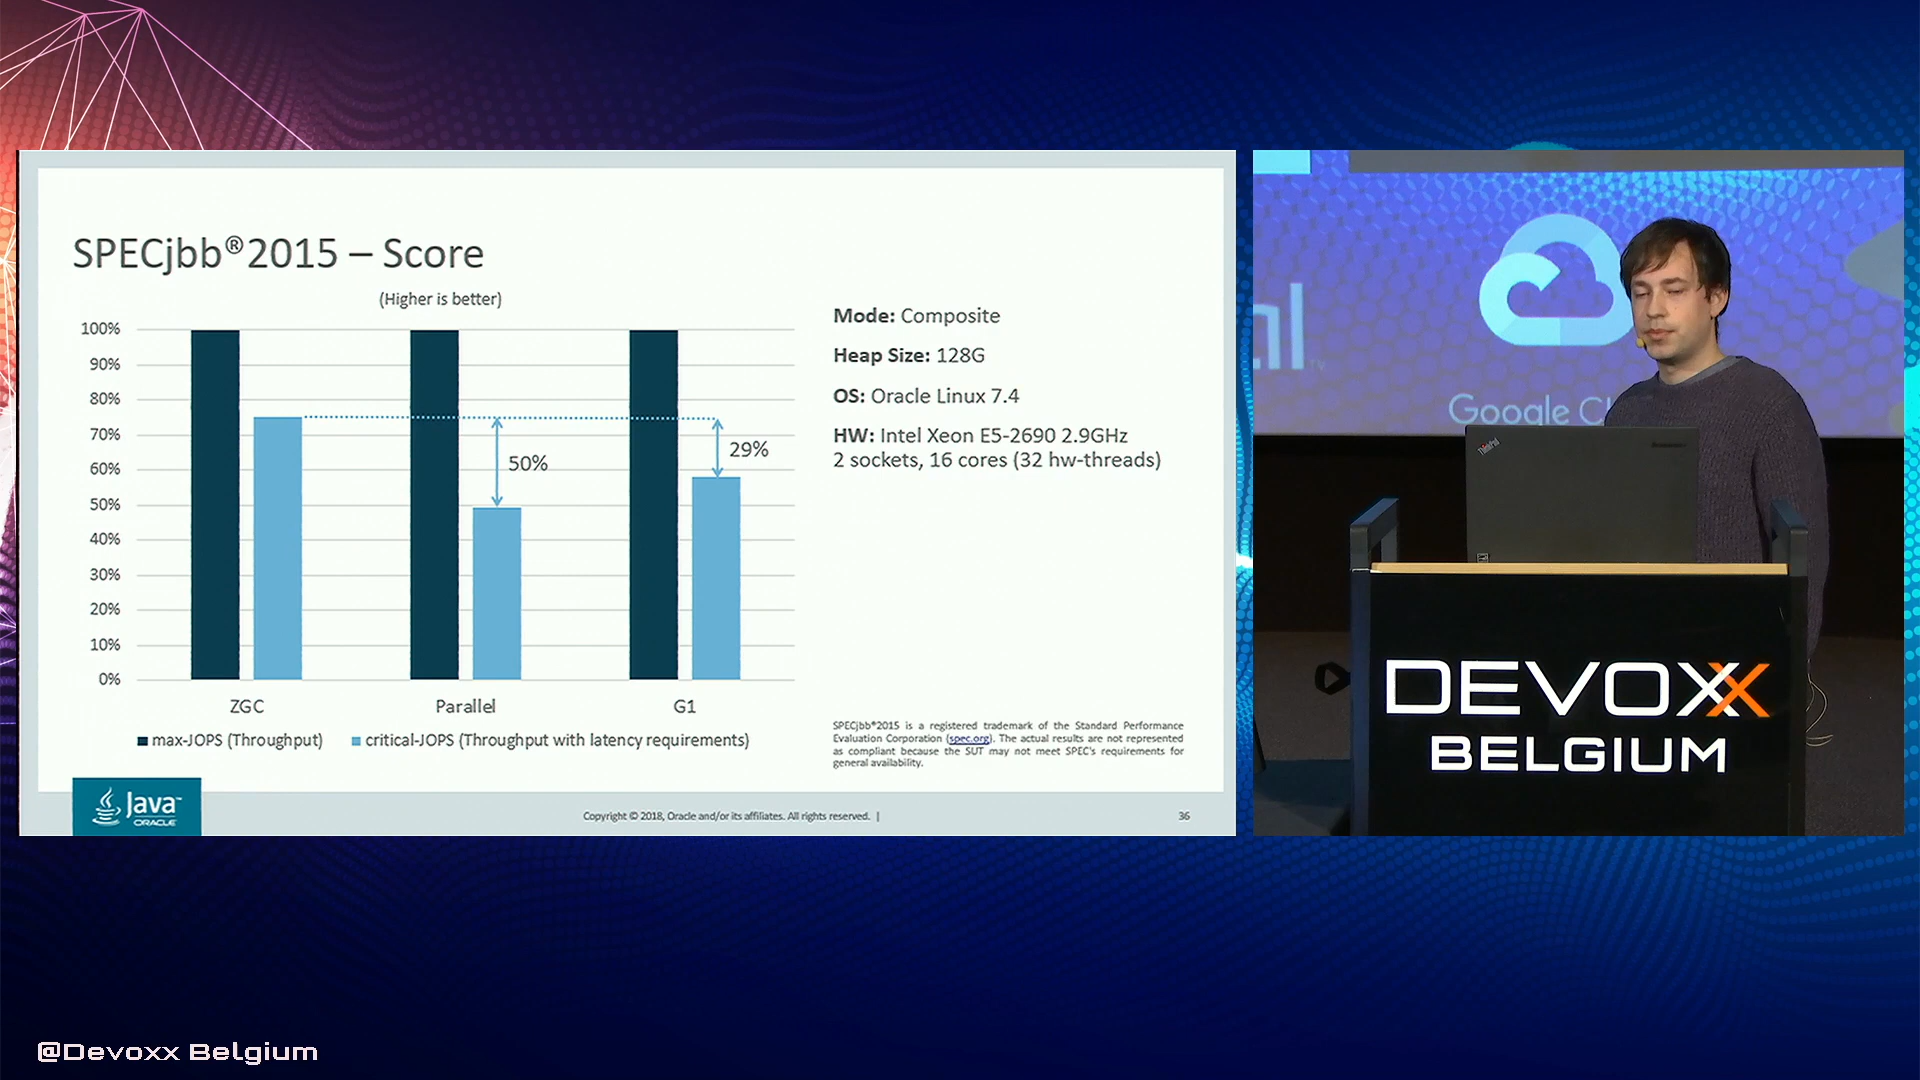 SPECjbb®2015 – Score
(Higher is better)
100%
90%
80%
70%
60%
50%
40%
30%
20%
10%
0%
50%
29%
ZGC
Parallel
G1
max-JOPS (Throughput)
critical-JOPS (Throughput with latency requirements)
Mode: Composite
Heap Size: 128G
OS: Oracle Linux 7.4
HW: Intel Xeon E5-2690 2.9GHz
2 sockets, 16 cores (32 hw-threads)
SPECjbb®2015 is a registered trademark of the Standard Performance
Evaluation Corporation (spec.org). The actual results are not represented
as compliant because the SUT may not meet SPEC's requirements for
general availability.
Java™
ORACLE
Copyright © 2018, Oracle and/or its affiliates. All rights reserved. |
36
Google
ThinkPad
DEVOXX
BELGIUM
@Devoxx Belgium